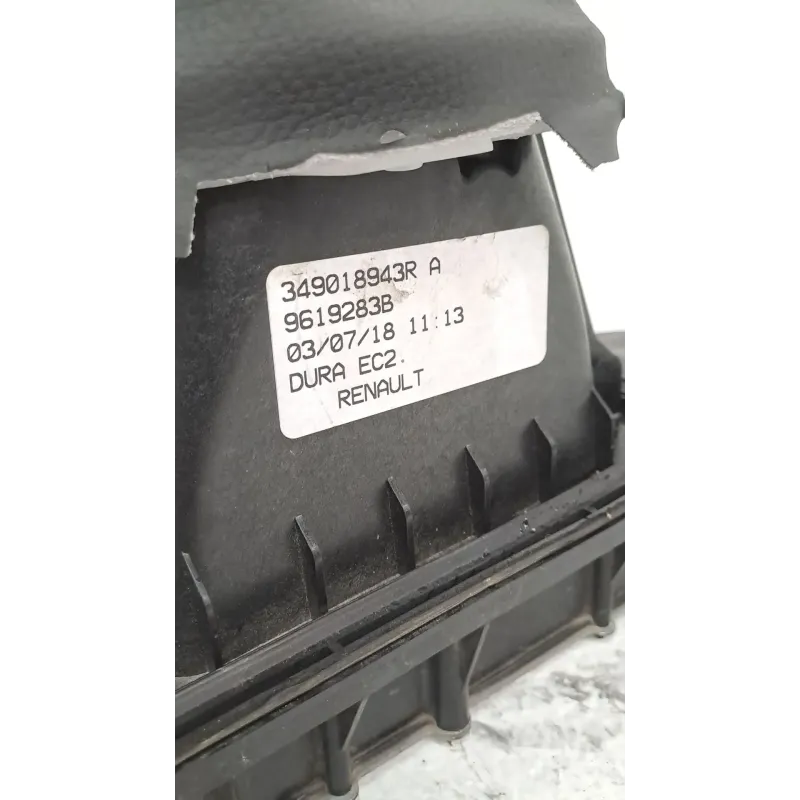 349018943R A
9619283B
03/07/18 11:13
DURA EC2.
RENAULT